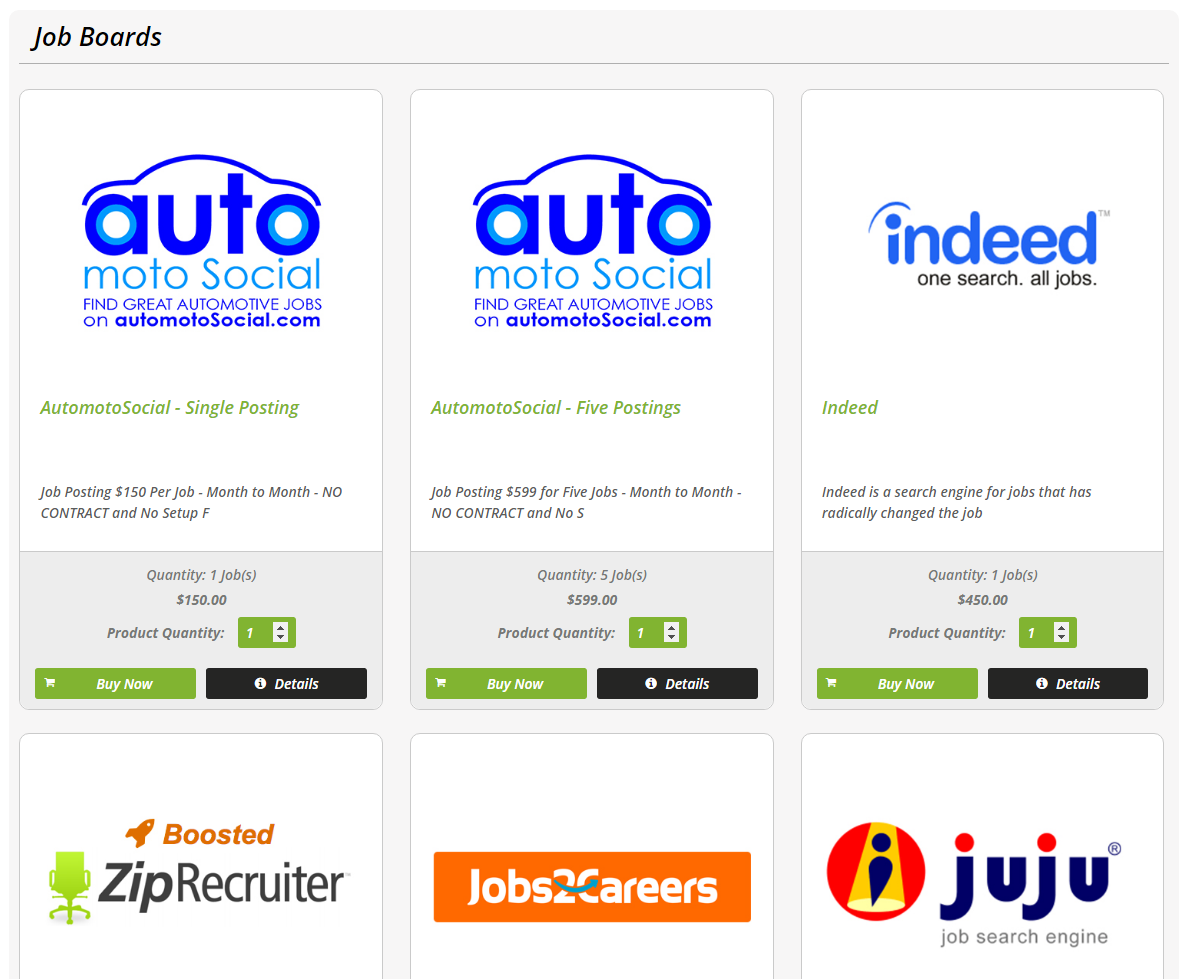 Job Boards
auto
moto Social
FIND GREAT AUTOMOTIVE JOBS
on automotoSocial.com
AutomotoSocial - Single Posting
Job Posting $150 Per Job - Month to Month - NO
CONTRACT and No Setup F
Quantity: 1 Job(s)
$150.00
Product Quantity: 1
Buy Now
Details
auto
moto Social
FIND GREAT AUTOMOTIVE JOBS
on automotoSocial.com
AutomotoSocial - Five Postings
Job Posting $599 for Five Jobs - Month to Month -
NO CONTRACT and No S
Quantity: 5 Job(s)
$599.00
Product Quantity: 1
Buy Now
Details
indeed™
one search. all jobs.
Indeed
Indeed is a search engine for jobs that has
radically changed the job
Quantity: 1 Job(s)
$450.00
Product Quantity: 1
Buy Now
Details
Boosted
ZipRecruiter™
Jobs2Careers
juju®
job search engine